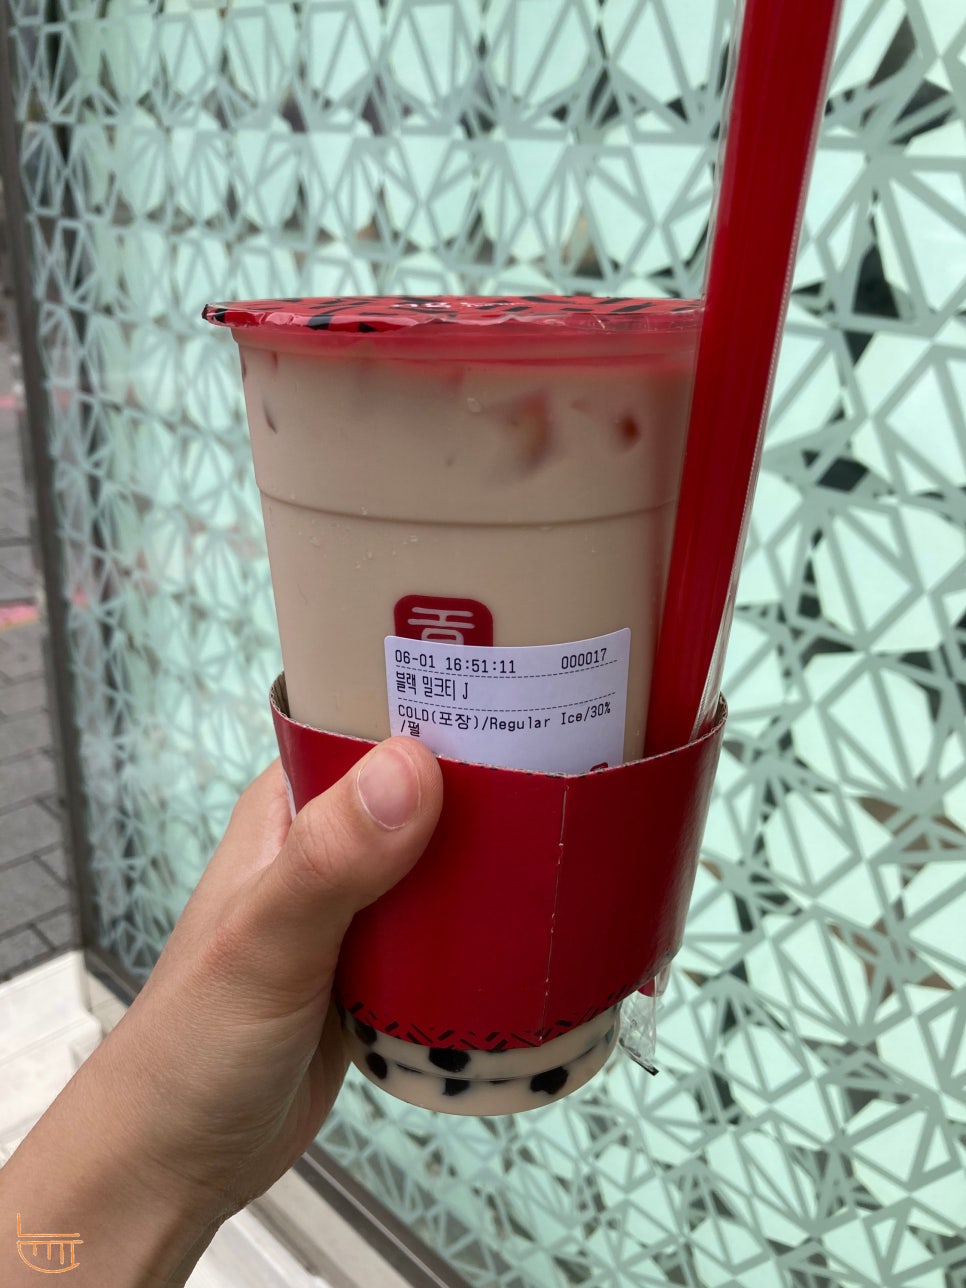 06-01 16:51:11 000017
블랙 밀크티 J
COLD(포장)/Regular Ice/30%
/펄